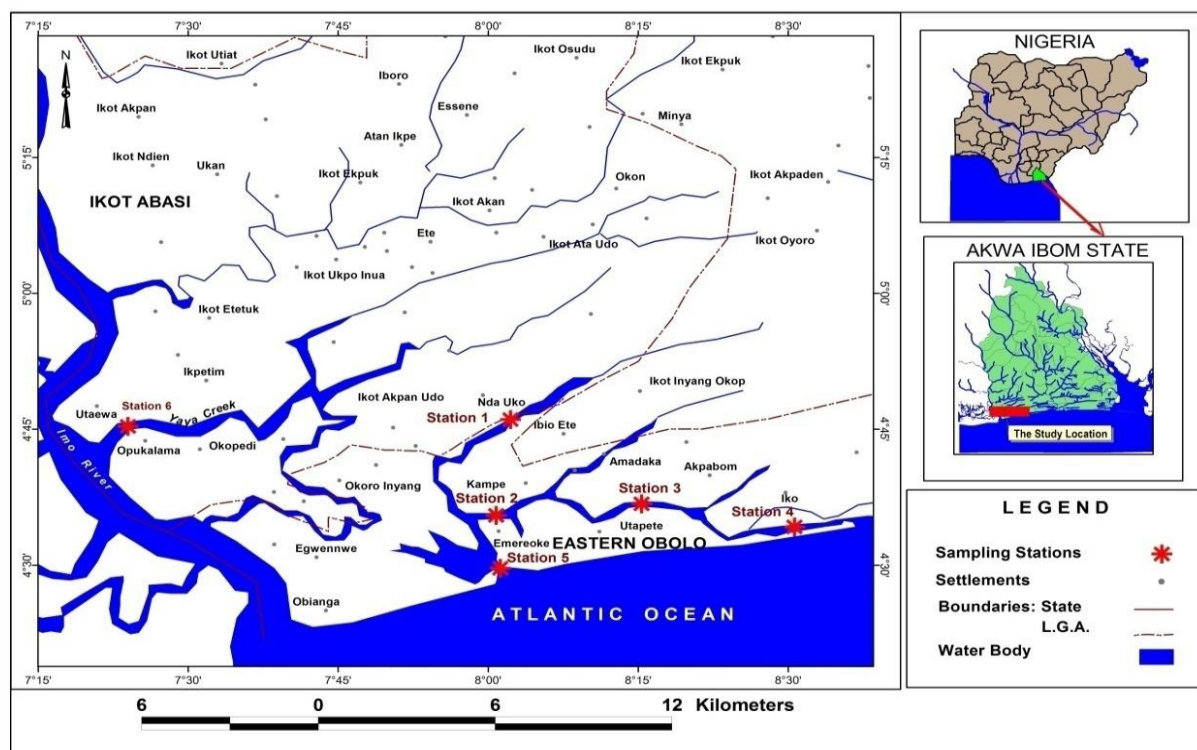 7°15' 7°30' 7°45' 8°00' 8°15' 8°30'
N
Ikot Utiat
Ikot Osudu
Ikot Ekpuk
Iboro
Ikot Akpan
Essene
Minya
Atan Ikpe
5°15'
5°15'
Ikot Ndien
Ukan
Ikot Ekpuk
Okon
Ikot Akpaden
IKOT ABASI
Ikot Akan
Ete
Ikot Ata Udo
Ikot Oyoro
Ikot Ukpo Inua
5°00'
5°00'
Ikot Etetuk
Ikpetim
Ikot Inyang Okop
Utaewa
Station 6
Yaya Creek
Ikot Akpan Udo
Nda Uko
Station 1
Ibio Ete
4°45'
4°45'
Opukalama
Okopedi
Imo River
Amadaka
Akpabom
Okoro Inyang
Kampe
Station 2
Station 3
Iko
Station 4
Utapete
Emereoke
EASTERN OBOLO
Egwennwe
Station 5
4°30'
4°30'
Obianga
ATLANTIC OCEAN
7°15' 7°30' 7°45' 8°00' 8°15' 8°30'
6 0 6 12 Kilometers
NIGERIA
AKWA IBOM STATE
The Study Location
LEGEND
Sampling Stations
Settlements
Boundaries: State
L.G.A.
Water Body